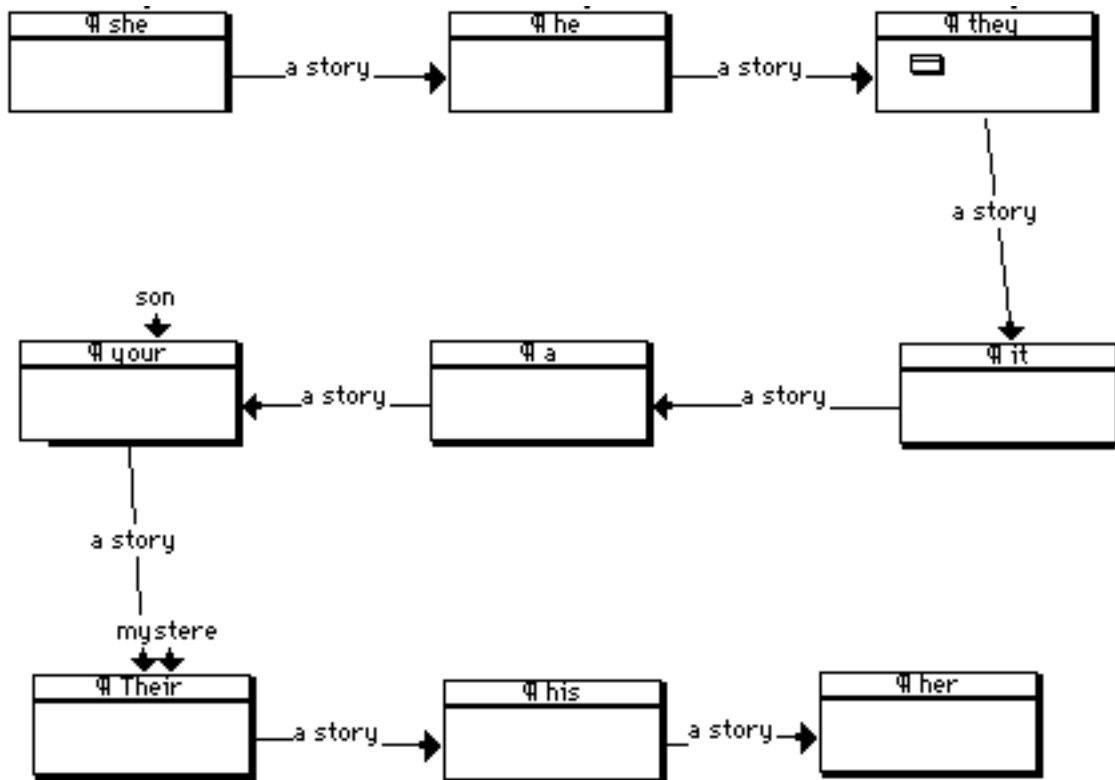 ¶ she
a story
¶ he
a story
¶ they
a story
son
¶ your
a story
¶ a
a story
¶ it
a story
mystere
¶ Their
a story
¶ his
a story
¶ her